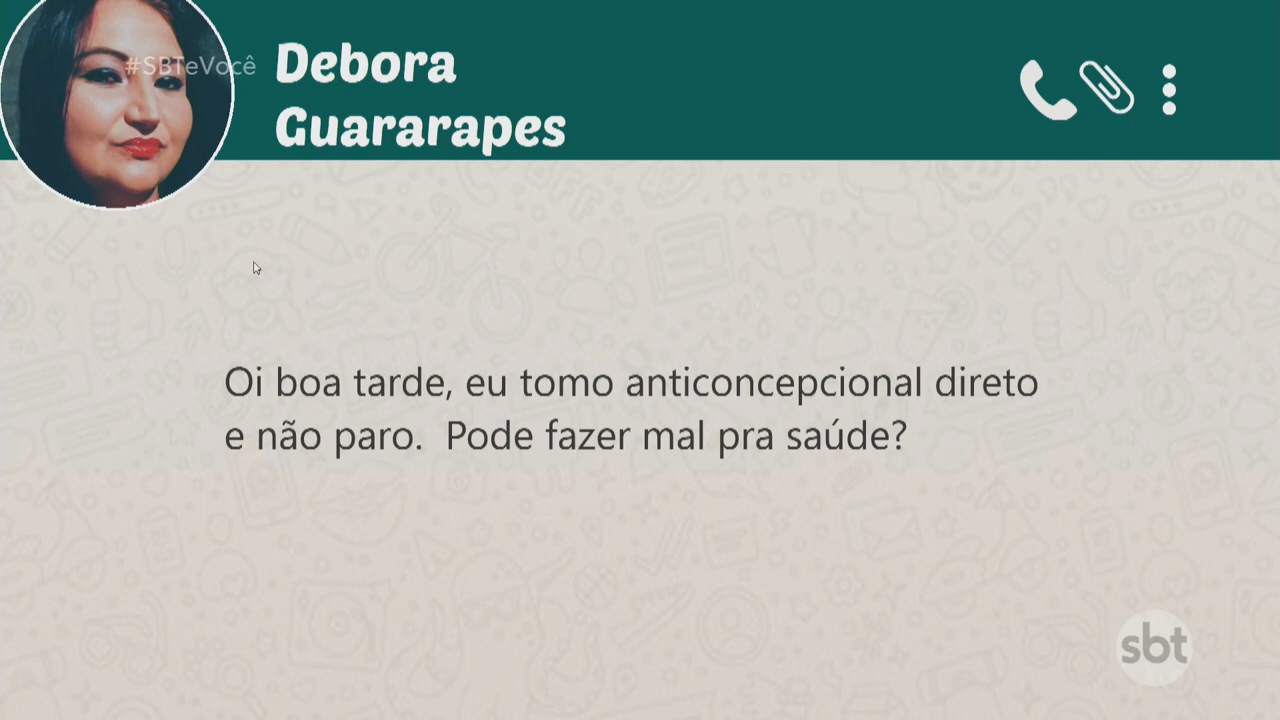 #SBTeVocê
Debora
Guararapes
Oi boa tarde, eu tomo anticoncepcional direto
e não paro.  Pode fazer mal pra saúde?
sbt